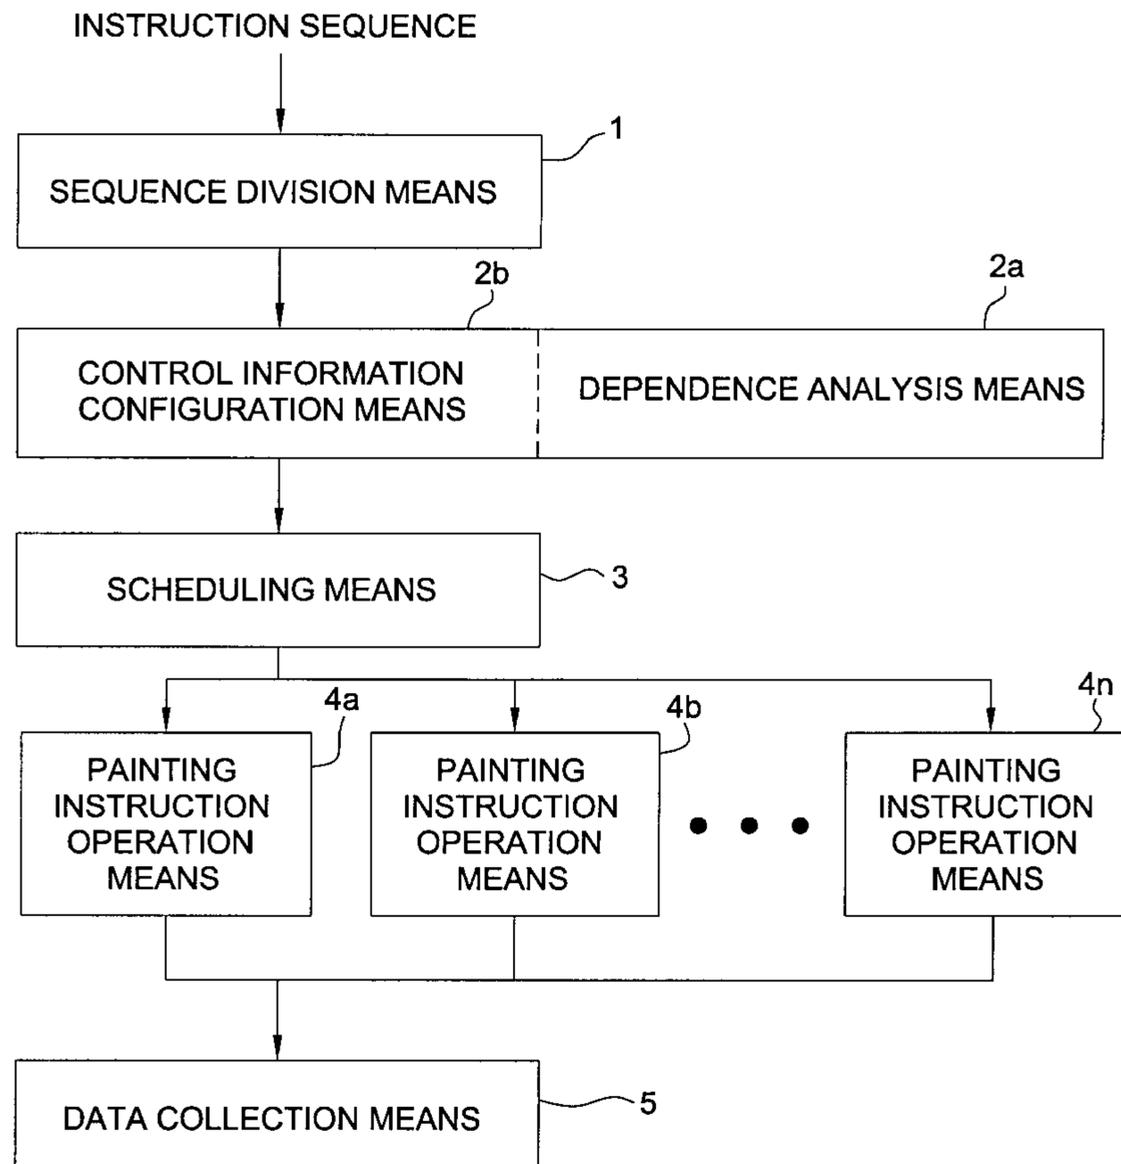 INSTRUCTION SEQUENCE
1
SEQUENCE DIVISION MEANS
2b
2a
CONTROL INFORMATION
CONFIGURATION MEANS
DEPENDENCE ANALYSIS MEANS
SCHEDULING MEANS
3
4a
4b
4n
PAINTING
INSTRUCTION
OPERATION
MEANS
PAINTING
INSTRUCTION
OPERATION
MEANS
PAINTING
INSTRUCTION
OPERATION
MEANS
DATA COLLECTION MEANS
5